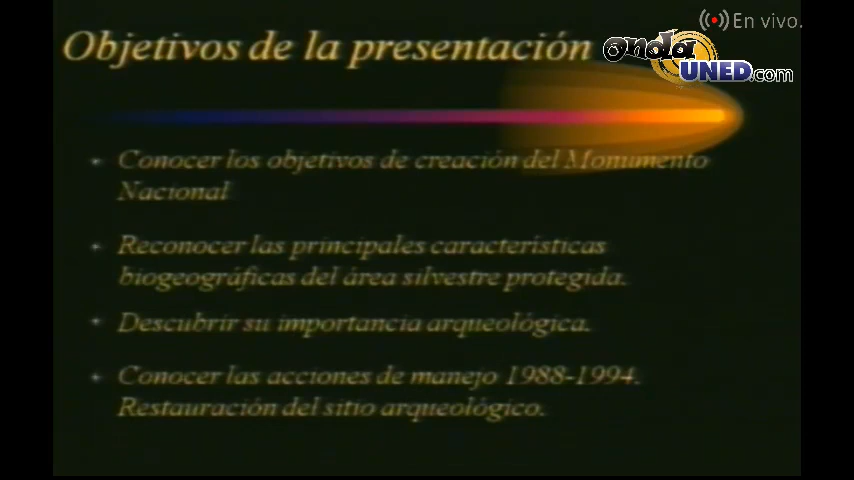 En vivo.
Objetivos de la presentación
onda
UNED.com
Conocer los objetivos de creación del Monumento
Nacional
Reconocer las principales características
biogeográficas del área silvestre protegida.
Descubrir su importancia arqueológica.
Conocer las acciones de manejo 1988-1994.
Restauración del sitio arqueológico.